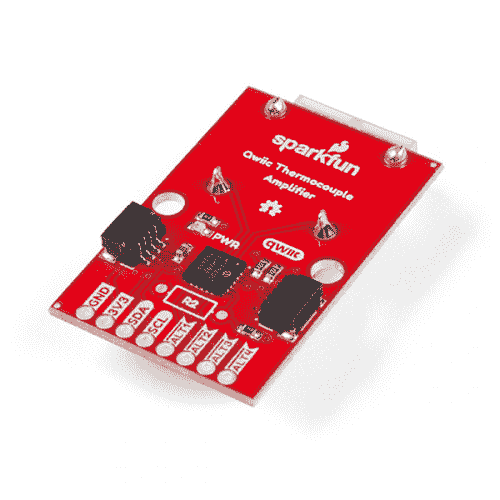 sparkfun
Qwiic Thermocouple
Amplifier
PWR
qwiic
R2
GND
3V3
SDA
SCL
ALT1
ALT2
ALT3
ALT4